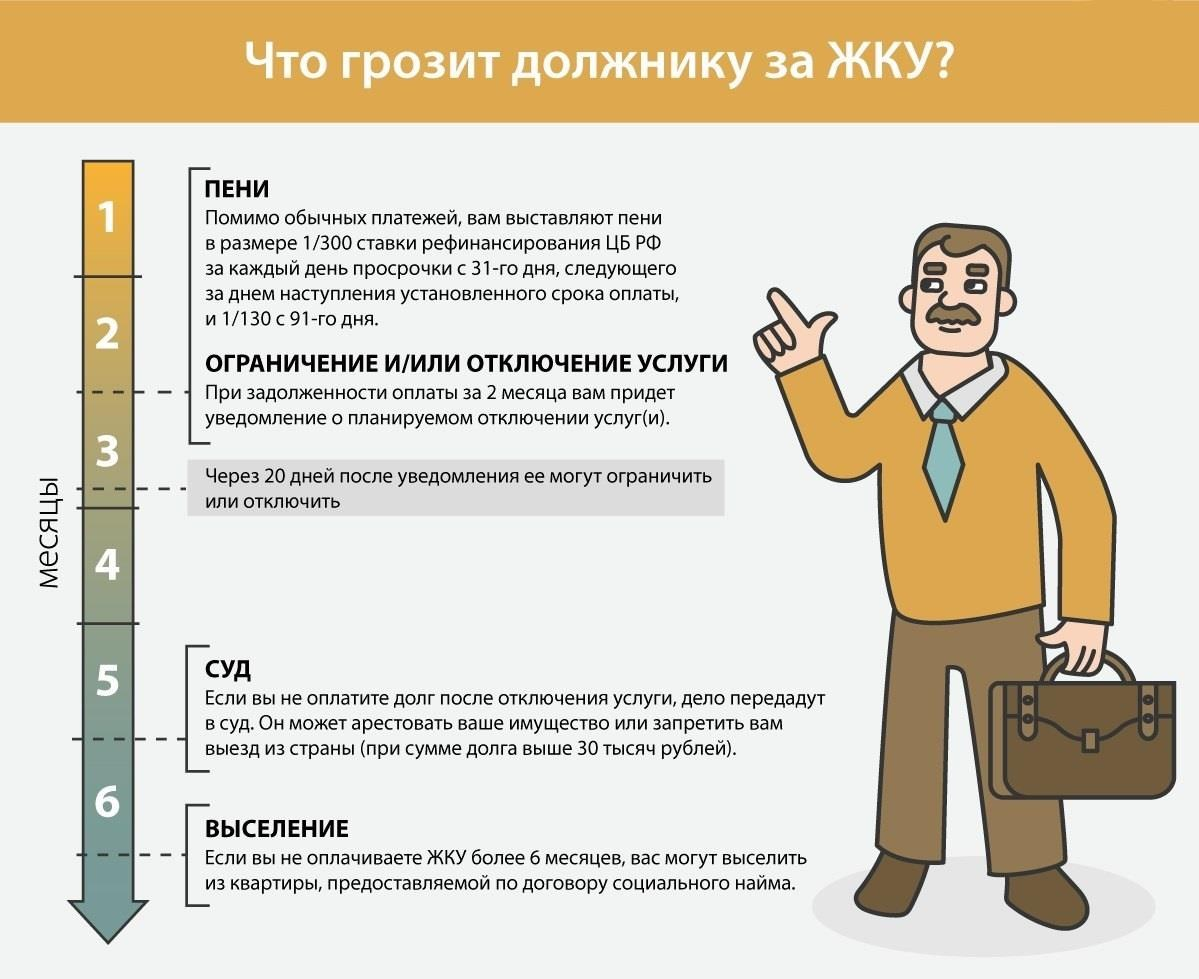 Что грозит должнику за ЖКУ?
месяцы
1
2
3
4
5
6
ПЕНИ
Помимо обычных платежей, вам выставляют пени
в размере 1/300 ставки рефинансирования ЦБ РФ
за каждый день просрочки с 31-го дня, следующего
за днем наступления установленного срока оплаты,
и 1/130 с 91-го дня.
ОГРАНИЧЕНИЕ И/ИЛИ ОТКЛЮЧЕНИЕ УСЛУГИ
При задолженности оплаты за 2 месяца вам придет
уведомление о планируемом отключении услуг(и).
Через 20 дней после уведомления ее могут ограничить
или отключить
СУД
Если вы не оплатите долг после отключения услуги, дело передадут
в суд. Он может арестовать ваше имущество или запретить вам
выезд из страны (при сумме долга выше 30 тысяч рублей).
ВЫСЕЛЕНИЕ
Если вы не оплачиваете ЖКУ более 6 месяцев, вас могут выселить
из квартиры, предоставляемой по договору социального найма.